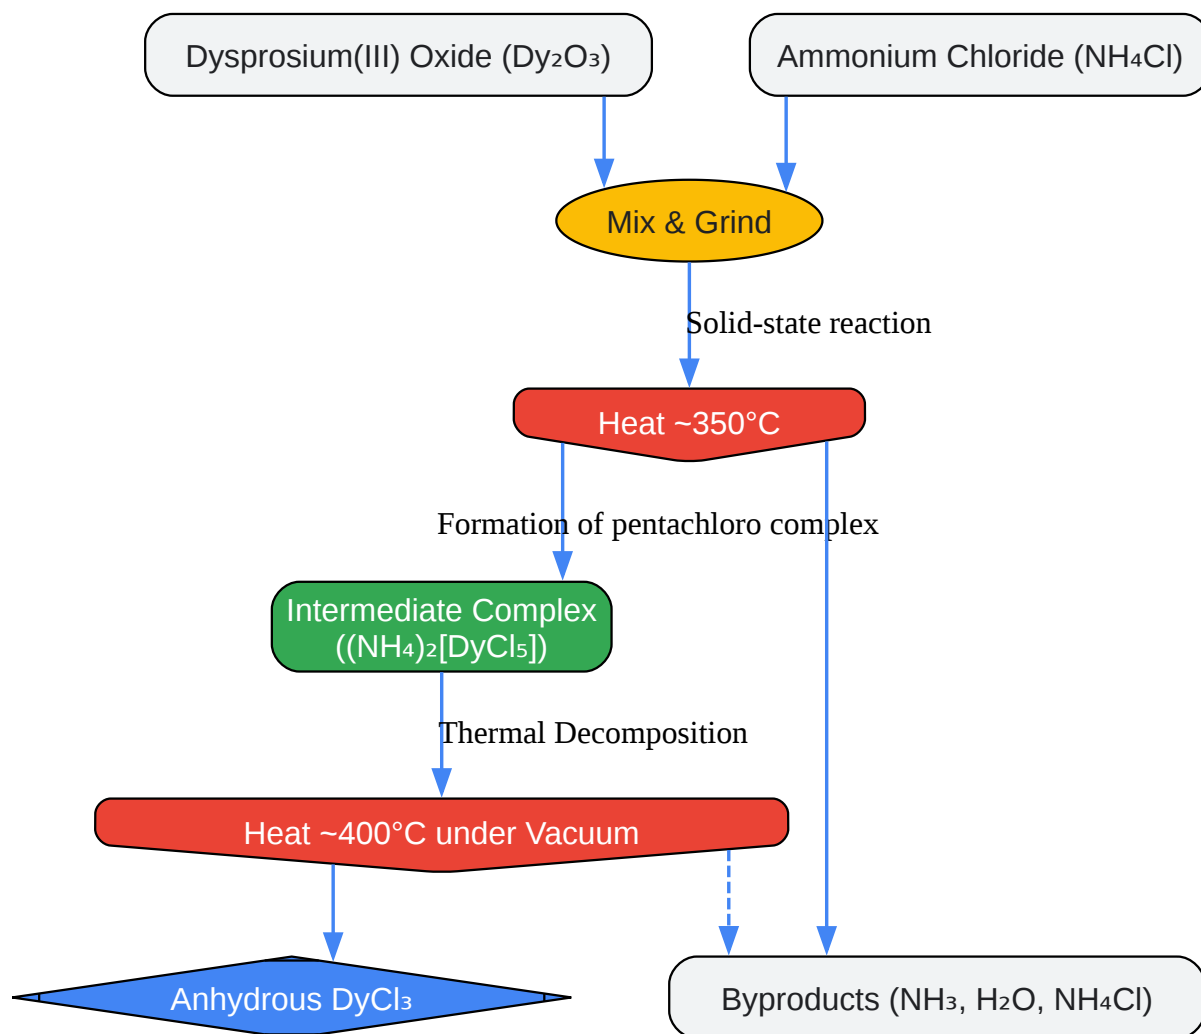 Dysprosium(III) Oxide (Dy₂O₃)
Ammonium Chloride (NH₄Cl)
Mix & Grind
Solid-state reaction
Heat ~350°C
Formation of pentachloro complex
Intermediate Complex
((NH₄)₂[DyCl₅])
Thermal Decomposition
Heat ~400°C under Vacuum
Anhydrous DyCl₃
Byproducts (NH₃, H₂O, NH₄Cl)